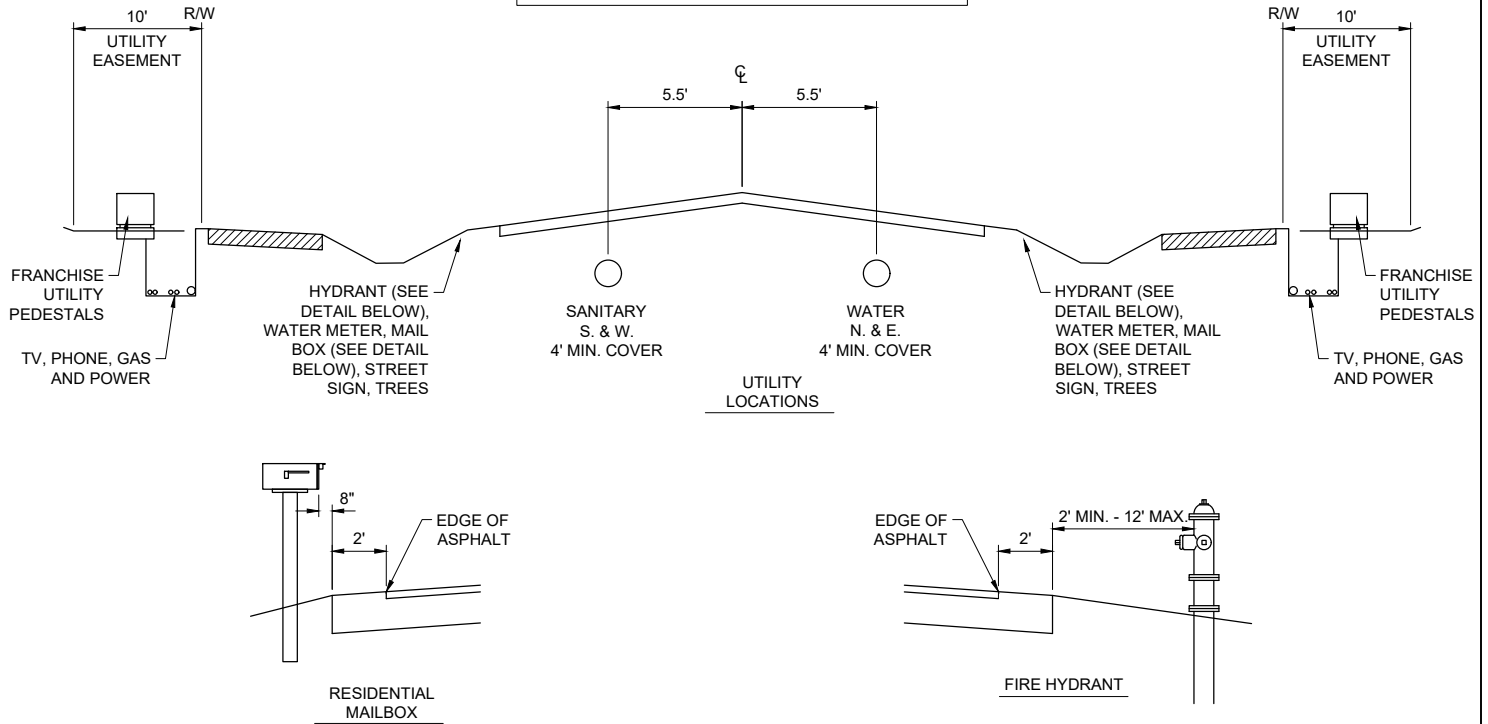 10'
R/W
UTILITY
EASEMENT
℄
5.5'
5.5'
R/W
10'
UTILITY
EASEMENT
FRANCHISE
UTILITY
PEDESTALS
TV, PHONE, GAS
AND POWER
HYDRANT (SEE
DETAIL BELOW),
WATER METER, MAIL
BOX (SEE DETAIL
BELOW), STREET
SIGN, TREES
SANITARY
S. & W.
4' MIN. COVER
WATER
N. & E.
4' MIN. COVER
HYDRANT (SEE
DETAIL BELOW),
WATER METER, MAIL
BOX (SEE DETAIL
BELOW), STREET
SIGN, TREES
FRANCHISE
UTILITY
PEDESTALS
TV, PHONE, GAS
AND POWER
UTILITY
LOCATIONS
8"
2'
EDGE OF
ASPHALT
RESIDENTIAL
MAILBOX
EDGE OF
ASPHALT
2'
2' MIN. - 12' MAX.
FIRE HYDRANT